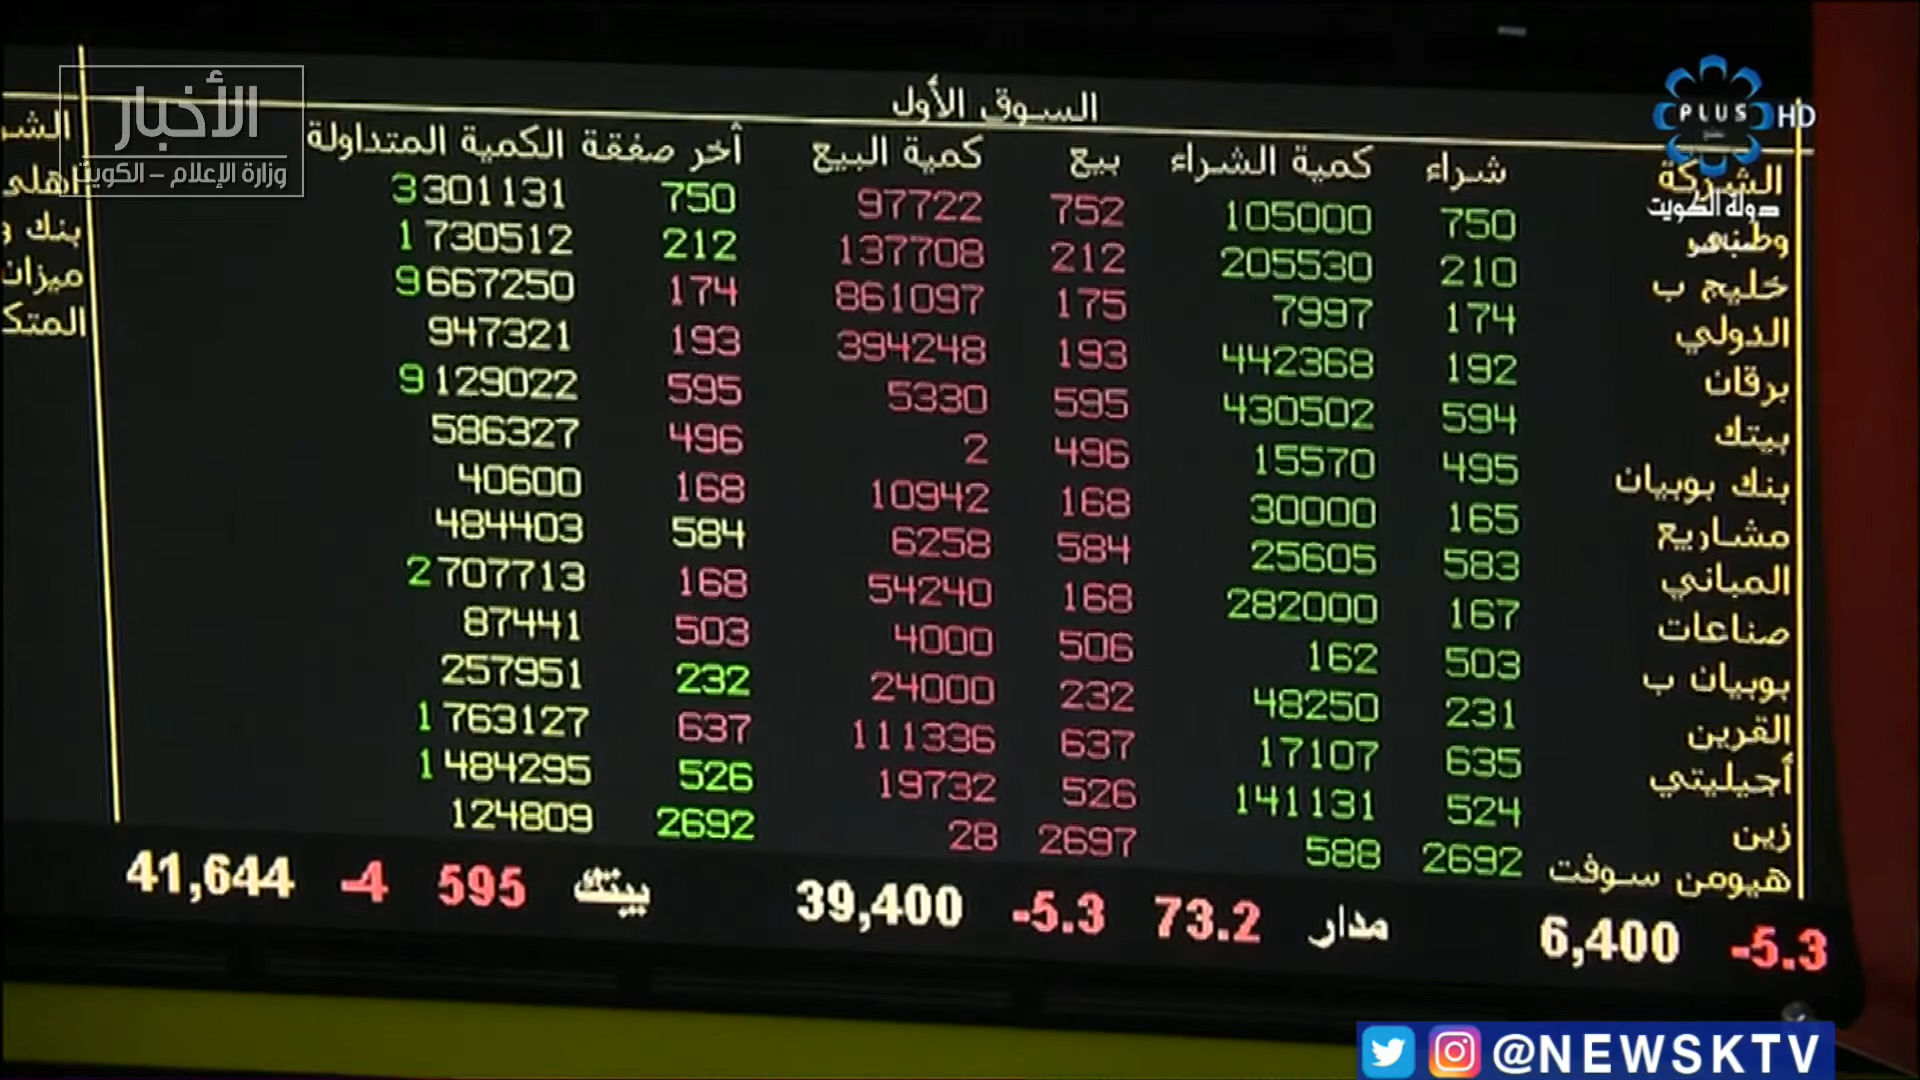 الأخبار
وزارة الإعلام – الكويت
PLUS HD
دولة الكويت
السوق الأول
الشركة شراء كمية الشراء بيع كمية البيع أخر صفقة الكمية المتداولة
وطني 750 105000 752 97722 750 3301131
خليج ب 210 205530 212 137708 212 1730512
الدولي 174 7997 175 861097 174 9667250
برقان 192 442368 193 394248 193 947321
بيتك 594 430502 595 5330 595 9129022
بنك بوبيان 495 15570 496 2 496 586327
مشاريع 165 30000 168 10942 168 40600
المباني 583 25605 584 6258 584 484403
صناعات 167 282000 168 54240 168 2707713
بوبيان ب 503 162 506 4000 503 87441
القرين 231 48250 232 24000 232 257951
أجيليتي 635 17107 637 111336 637 1763127
زين 524 141131 526 19732 526 1484295
هيومن سوفت 2692 588 2697 28 2692 124809
الشر
اهلي
بنك و
ميزان
المتك
-5.3 6,400 مدار 73.2 -5.3 39,400 بيتك 595 -4 41,644
@NEWSKTV